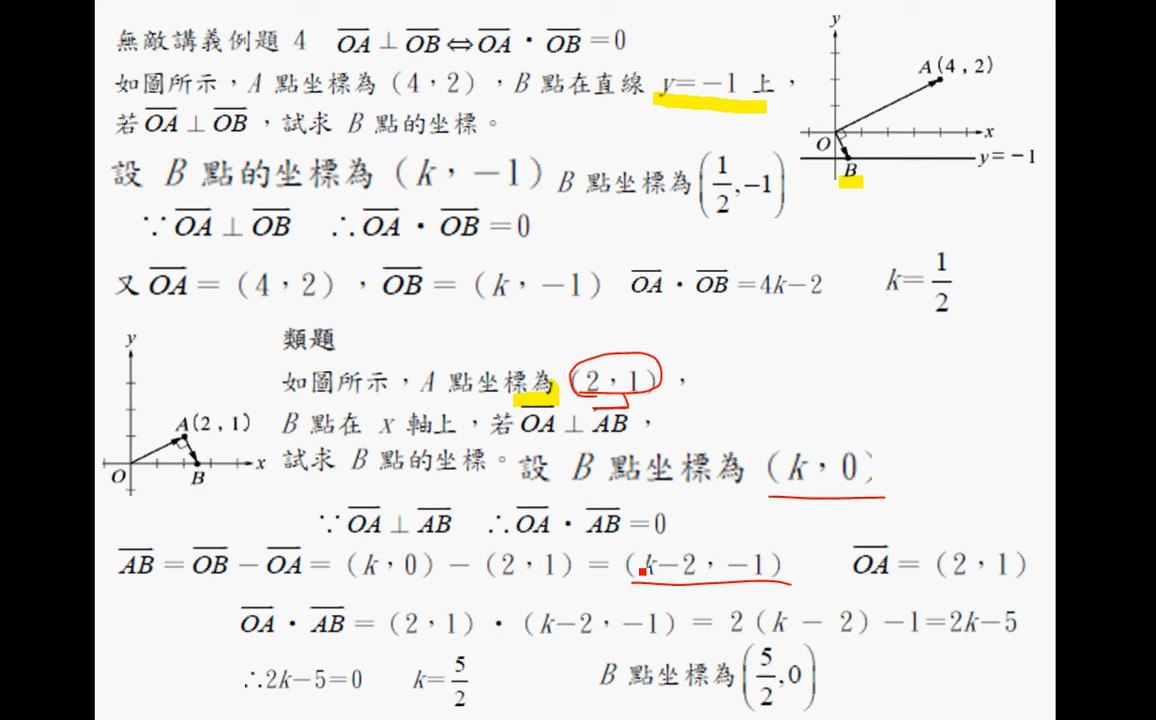 無敵講義例題 4 OA⊥OB⇔OA・OB=0
如圖所示，A 點坐標為（4，2），B 點在直線 y=－1 上，
若OA⊥OB，試求 B 點的坐標。
設 B 點的坐標為（k，－1） B 點坐標為(1/2,−1)
∵OA⊥OB ∴OA・OB=0
又 OA=（4，2），OB=（k，－1） OA・OB=4k－2 k=1/2
y
A(4,2)
O
x
B
y=－1
類題
如圖所示，A 點坐標為（2，1），
B 點在 x 軸上，若OA⊥AB，
試求 B 點的坐標。設 B 點坐標為（k，0）
y
A(2,1)
O
B
x
∵OA⊥AB ∴OA・AB=0
AB=OB－OA=（k，0）－（2，1）=（k－2，－1） OA=（2，1）
OA・AB=（2，1）・（k－2，－1）= 2（k － 2）－1=2k－5
∴2k－5=0 k=5/2 B 點坐標為(5/2,0)